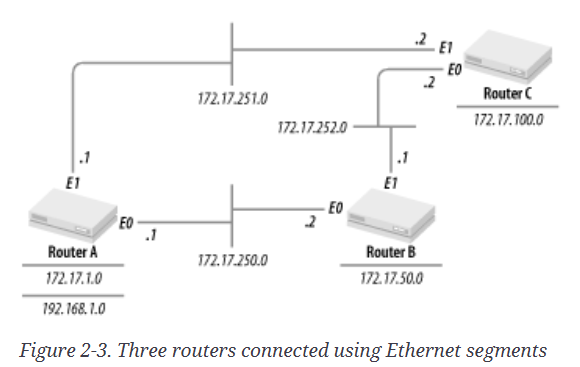 .2 E1
E0
.2
Router C
172.17.100.0
172.17.251.0
172.17.252.0
.1
E1
.1
E1
E0
.1
E0
.2
Router A
172.17.1.0
192.168.1.0
172.17.250.0
Router B
172.17.50.0
Figure 2-3. Three routers connected using Ethernet segments